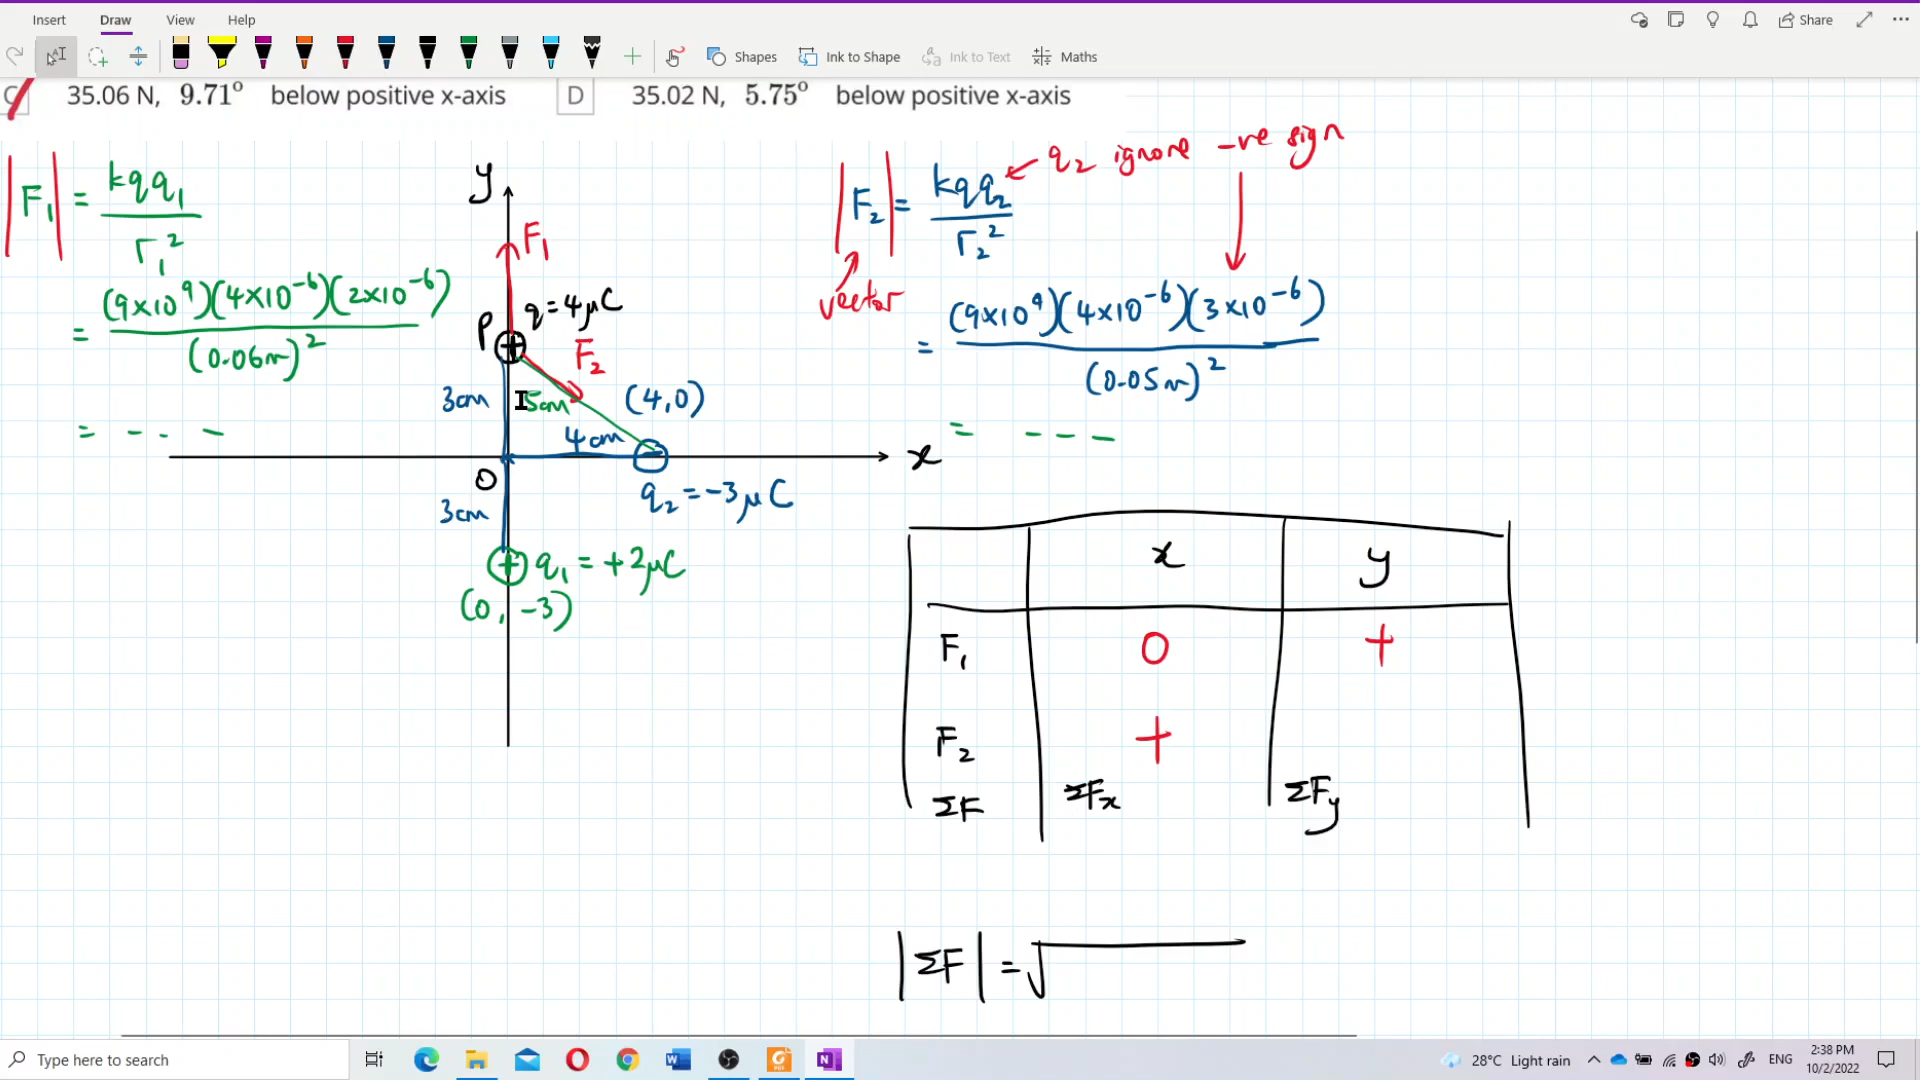 Insert Draw View Help
Share
Shapes Ink to Shape Ink to Text Maths
C 35.06 N, 9.71° below positive x-axis D 35.02 N, 5.75° below positive x-axis
|F₁| = kqq₁ / r₁²
= (9×10⁹)(4×10⁻⁶)(2×10⁻⁶) / (0.06m)²
= - - -
y
F₁
q=4μC
P
+
F₂
3cm
5cm
(4,0)
4cm
x
O
q₂ = -3μC
3cm
+ q₁ = +2μC
(0, -3)
|F₂| = kqq₂ / r₂²
← q₂ ignore -ve sign
vector
= (9×10⁹)(4×10⁻⁶)(3×10⁻⁶) / (0.05m)²
= - - -
x y
F₁ 0 +
F₂ +
ΣF ΣFx ΣFy
|ΣF| = √
Type here to search
28°C Light rain
ENG
2:38 PM
10/2/2022